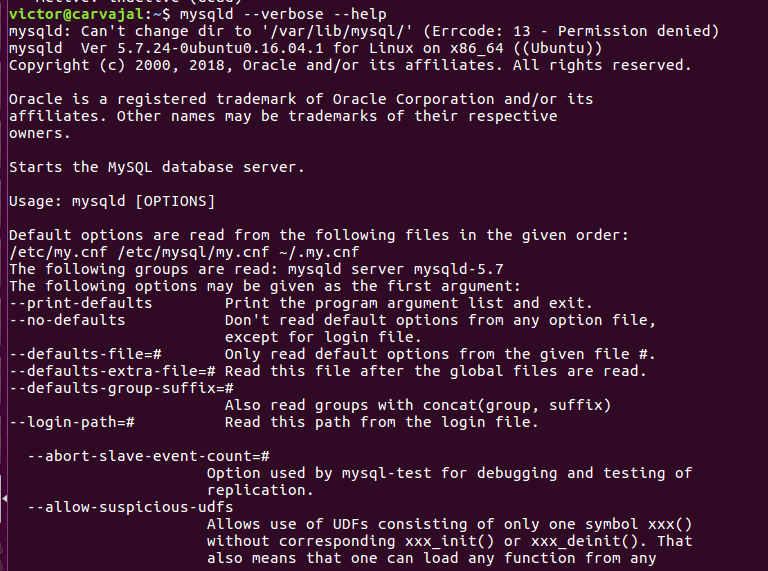 victor@carvajal:~$ mysqld --verbose --help
mysqld: Can't change dir to '/var/lib/mysql/' (Errcode: 13 - Permission denied)
mysqld  Ver 5.7.24-0ubuntu0.16.04.1 for Linux on x86_64 ((Ubuntu))
Copyright (c) 2000, 2018, Oracle and/or its affiliates. All rights reserved.

Oracle is a registered trademark of Oracle Corporation and/or its
affiliates. Other names may be trademarks of their respective
owners.

Starts the MySQL database server.

Usage: mysqld [OPTIONS]

Default options are read from the following files in the given order:
/etc/my.cnf /etc/mysql/my.cnf ~/.my.cnf
The following groups are read: mysqld server mysqld-5.7
The following options may be given as the first argument:
--print-defaults        Print the program argument list and exit.
--no-defaults           Don't read default options from any option file,
                        except for login file.
--defaults-file=#       Only read default options from the given file #.
--defaults-extra-file=# Read this file after the global files are read.
--defaults-group-suffix=#
                        Also read groups with concat(group, suffix)
--login-path=#          Read this path from the login file.

  --abort-slave-event-count=#
                      Option used by mysql-test for debugging and testing of
                      replication.
  --allow-suspicious-udfs
                      Allows use of UDFs consisting of only one symbol xxx()
                      without corresponding xxx_init() or xxx_deinit(). That
                      also means that one can load any function from any